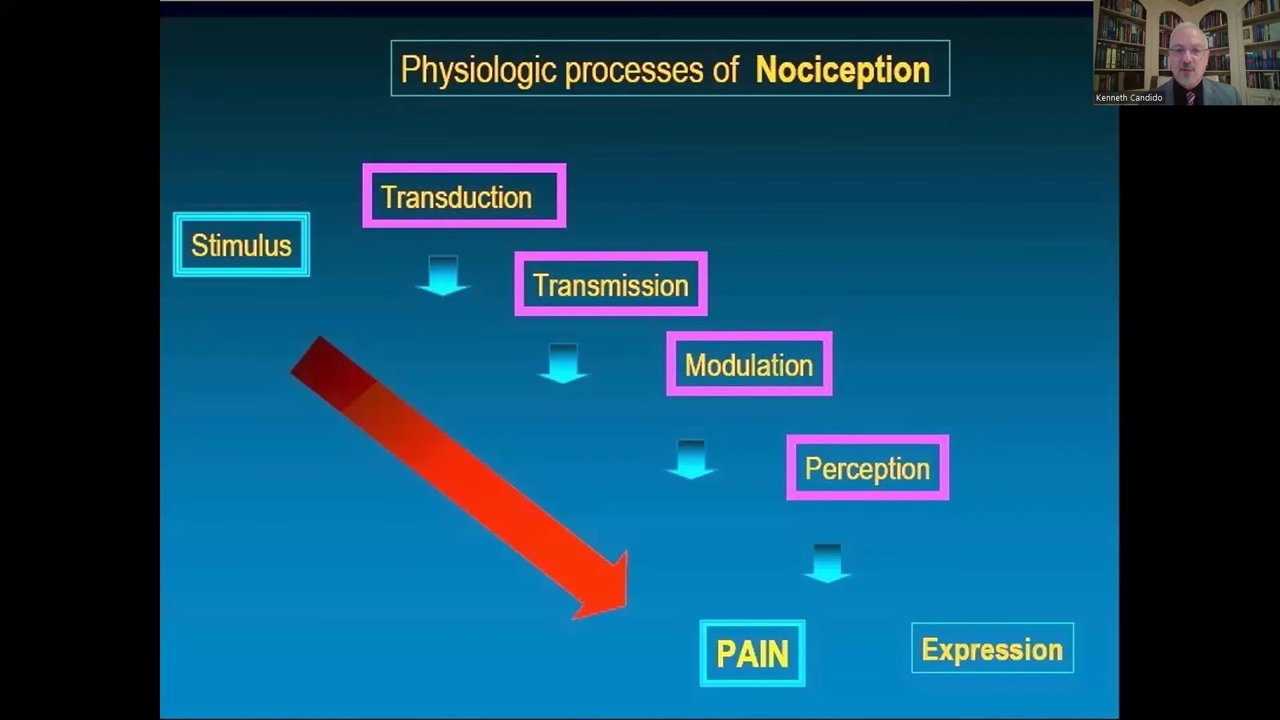 Physiologic processes of Nociception
Kenneth Candido
Transduction
Stimulus
Transmission
Modulation
Perception
PAIN
Expression